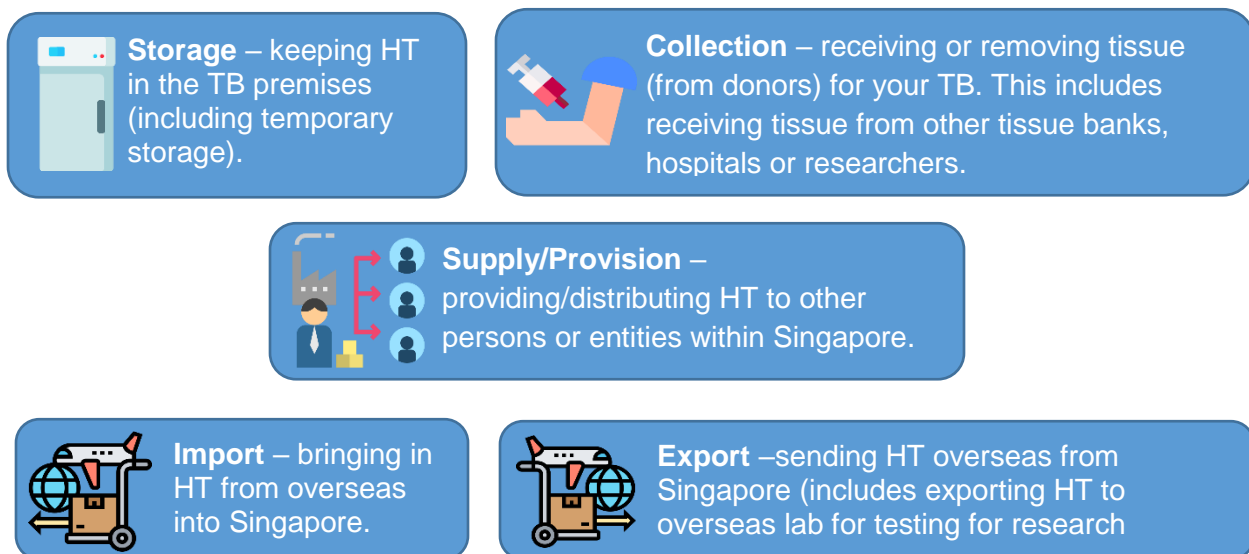 Storage – keeping HT
in the TB premises
(including temporary
storage).
Collection – receiving or removing tissue
(from donors) for your TB. This includes
receiving tissue from other tissue banks,
hospitals or researchers.
Supply/Provision –
providing/distributing HT to other
persons or entities within Singapore.
Import – bringing in
HT from overseas
into Singapore.
Export –sending HT overseas from
Singapore (includes exporting HT to
overseas lab for testing for research